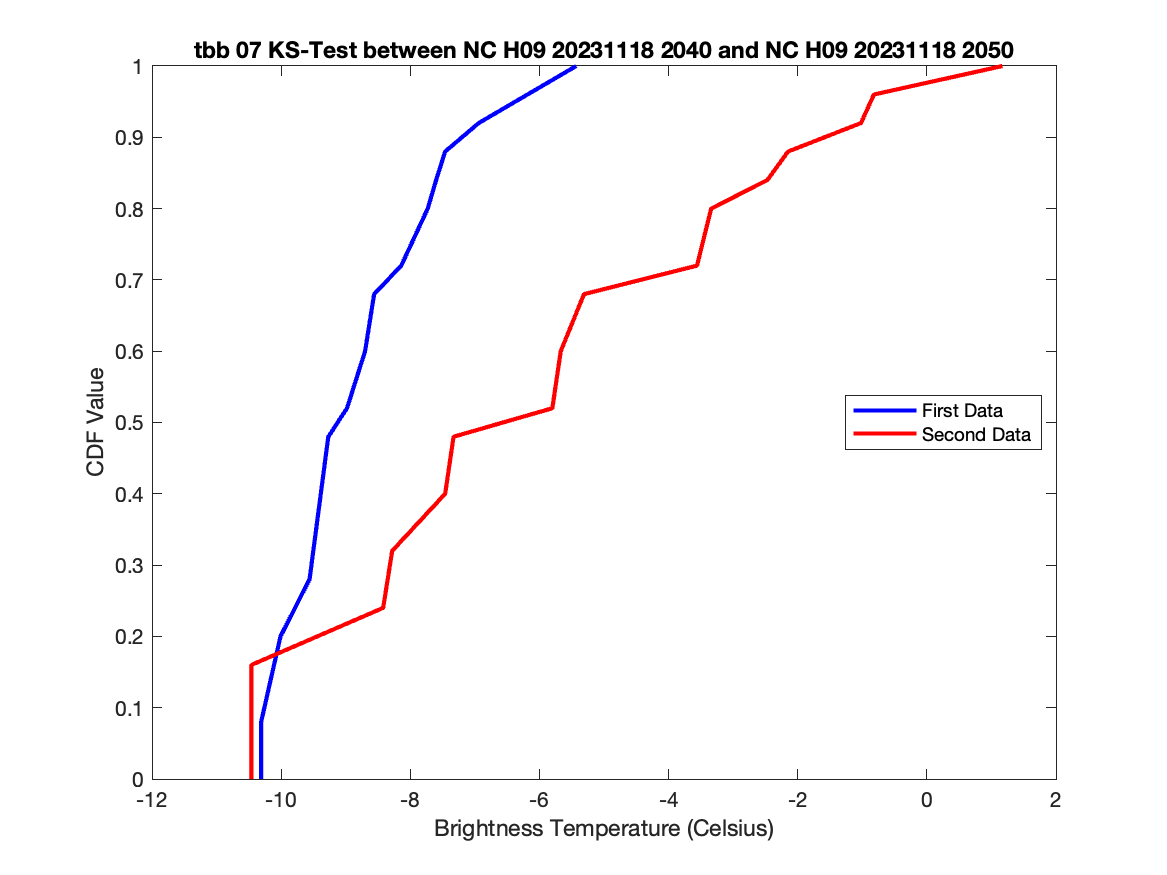 tbb 07 KS-Test between NC H09 20231118 2040 and NC H09 20231118 2050
1
0.9
0.8
0.7
0.6
0.5
0.4
0.3
0.2
0.1
0
CDF Value
First Data
Second Data
-12 -10 -8 -6 -4 -2 0 2
Brightness Temperature (Celsius)